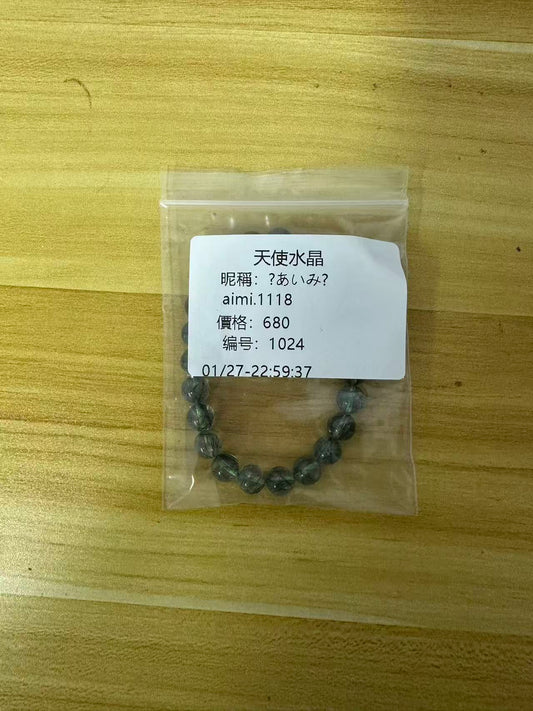 天使水晶
昵稱：?あいみ?
aimi.1118
價格：680
编号：1024
01/27-22:59:37